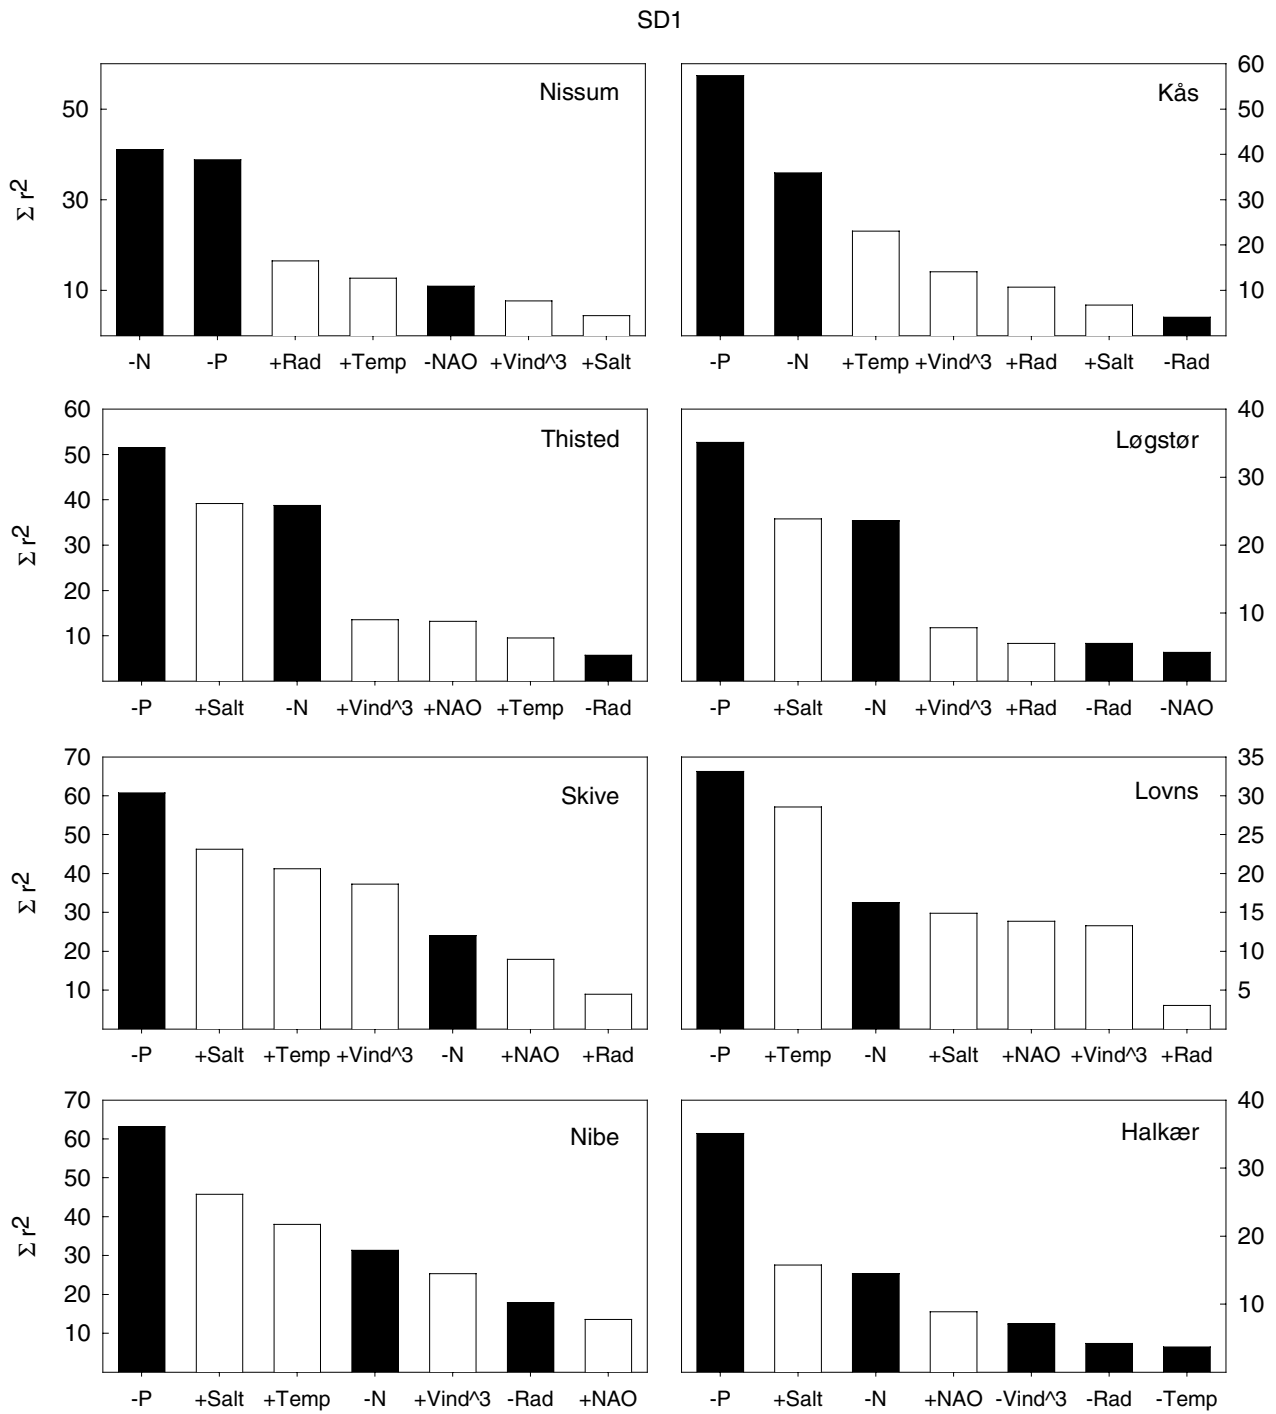 SD1
Nissum
50
30
10
Σ r²
-N -P +Rad +Temp -NAO +Vind^3 +Salt
Kås
60
50
40
30
20
10
-P -N +Temp +Vind^3 +Rad +Salt -Rad
Thisted
60
50
40
30
20
10
Σ r²
-P +Salt -N +Vind^3 +NAO +Temp -Rad
Løgstør
40
30
20
10
-P +Salt -N +Vind^3 +Rad -Rad -NAO
Skive
70
60
50
40
30
20
10
Σ r²
-P +Salt +Temp +Vind^3 -N +NAO +Rad
Lovns
35
30
25
20
15
10
5
-P +Temp -N +Salt +NAO +Vind^3 +Rad
Nibe
70
60
50
40
30
20
10
Σ r²
-P +Salt +Temp -N +Vind^3 -Rad +NAO
Halkær
40
30
20
10
-P +Salt -N +NAO -Vind^3 -Rad -Temp